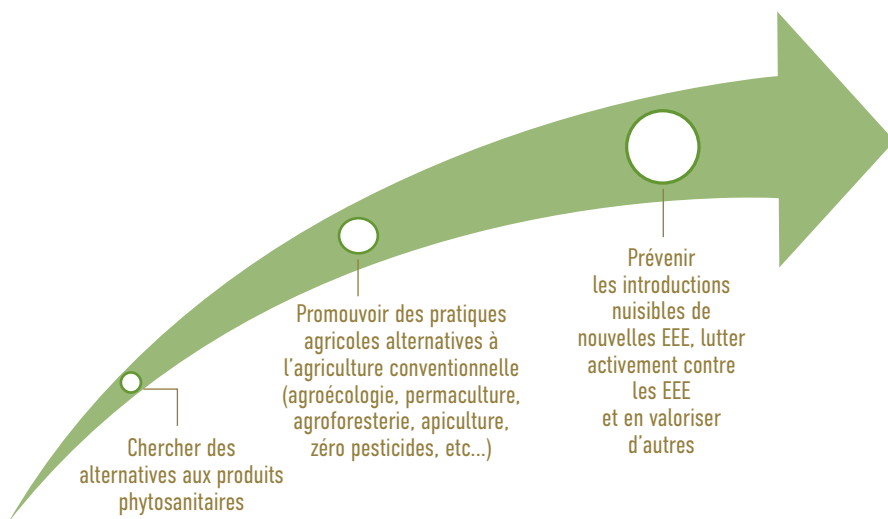 Chercher des
alternatives aux produits
phytosanitaires
Promouvoir des pratiques
agricoles alternatives à
l'agriculture conventionnelle
(agroécologie, permaculture,
agroforesterie, apiculture,
zéro pesticides, etc...)
Prévenir
les introductions
nuisibles de
nouvelles EEE, lutter
activement contre
les EEE
et en valoriser
d'autres